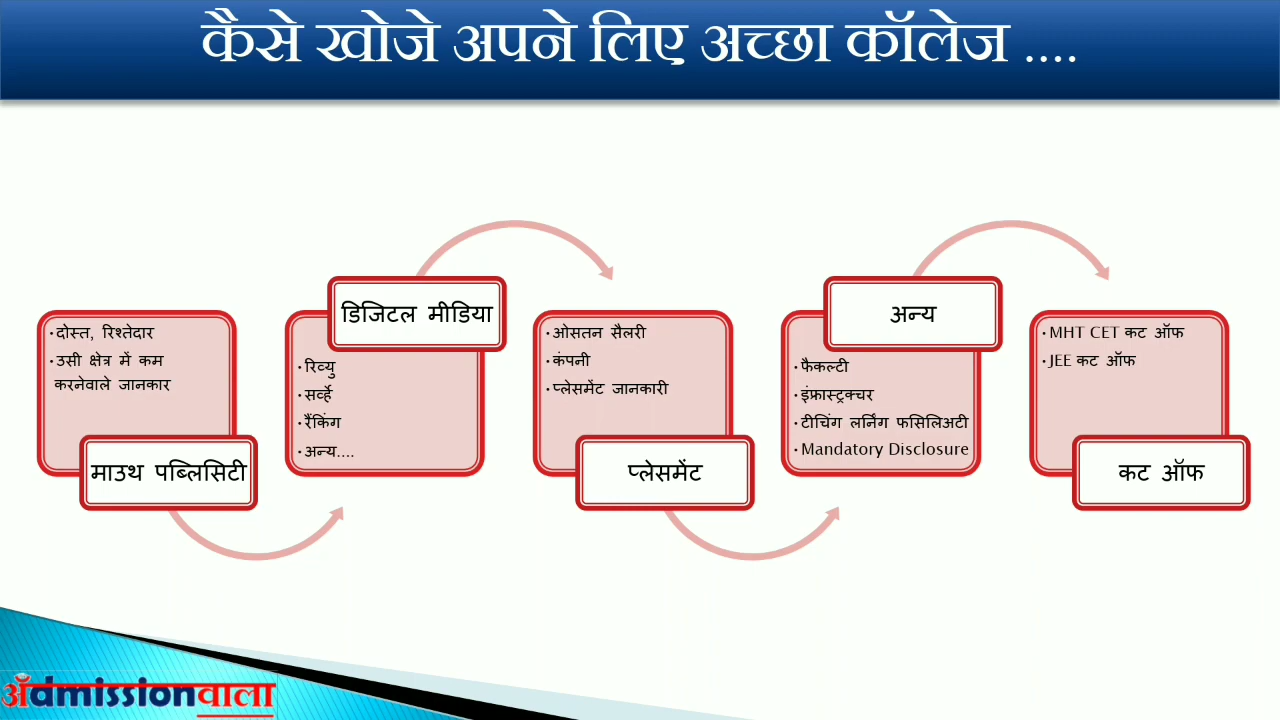 कैसे खोजे अपने लिए अच्छा कॉलेज ....
•दोस्त, रिश्तेदार
•उसी क्षेत्र में कम
करनेवाले जानकार
माउथ पब्लिसिटी
डिजिटल मीडिया
•रिव्यु
•सर्व्हे
•रैंकिंग
•अन्य....
•ओसतन सैलरी
•कंपनी
•प्लेसमेंट जानकारी
प्लेसमेंट
अन्य
•फैकल्टी
•इंफ्रास्ट्रक्चर
•टीचिंग लर्निंग फसिलिअटी
•Mandatory Disclosure
•MHT CET कट ऑफ
•JEE कट ऑफ
कट ऑफ
ॲdmissionवाला